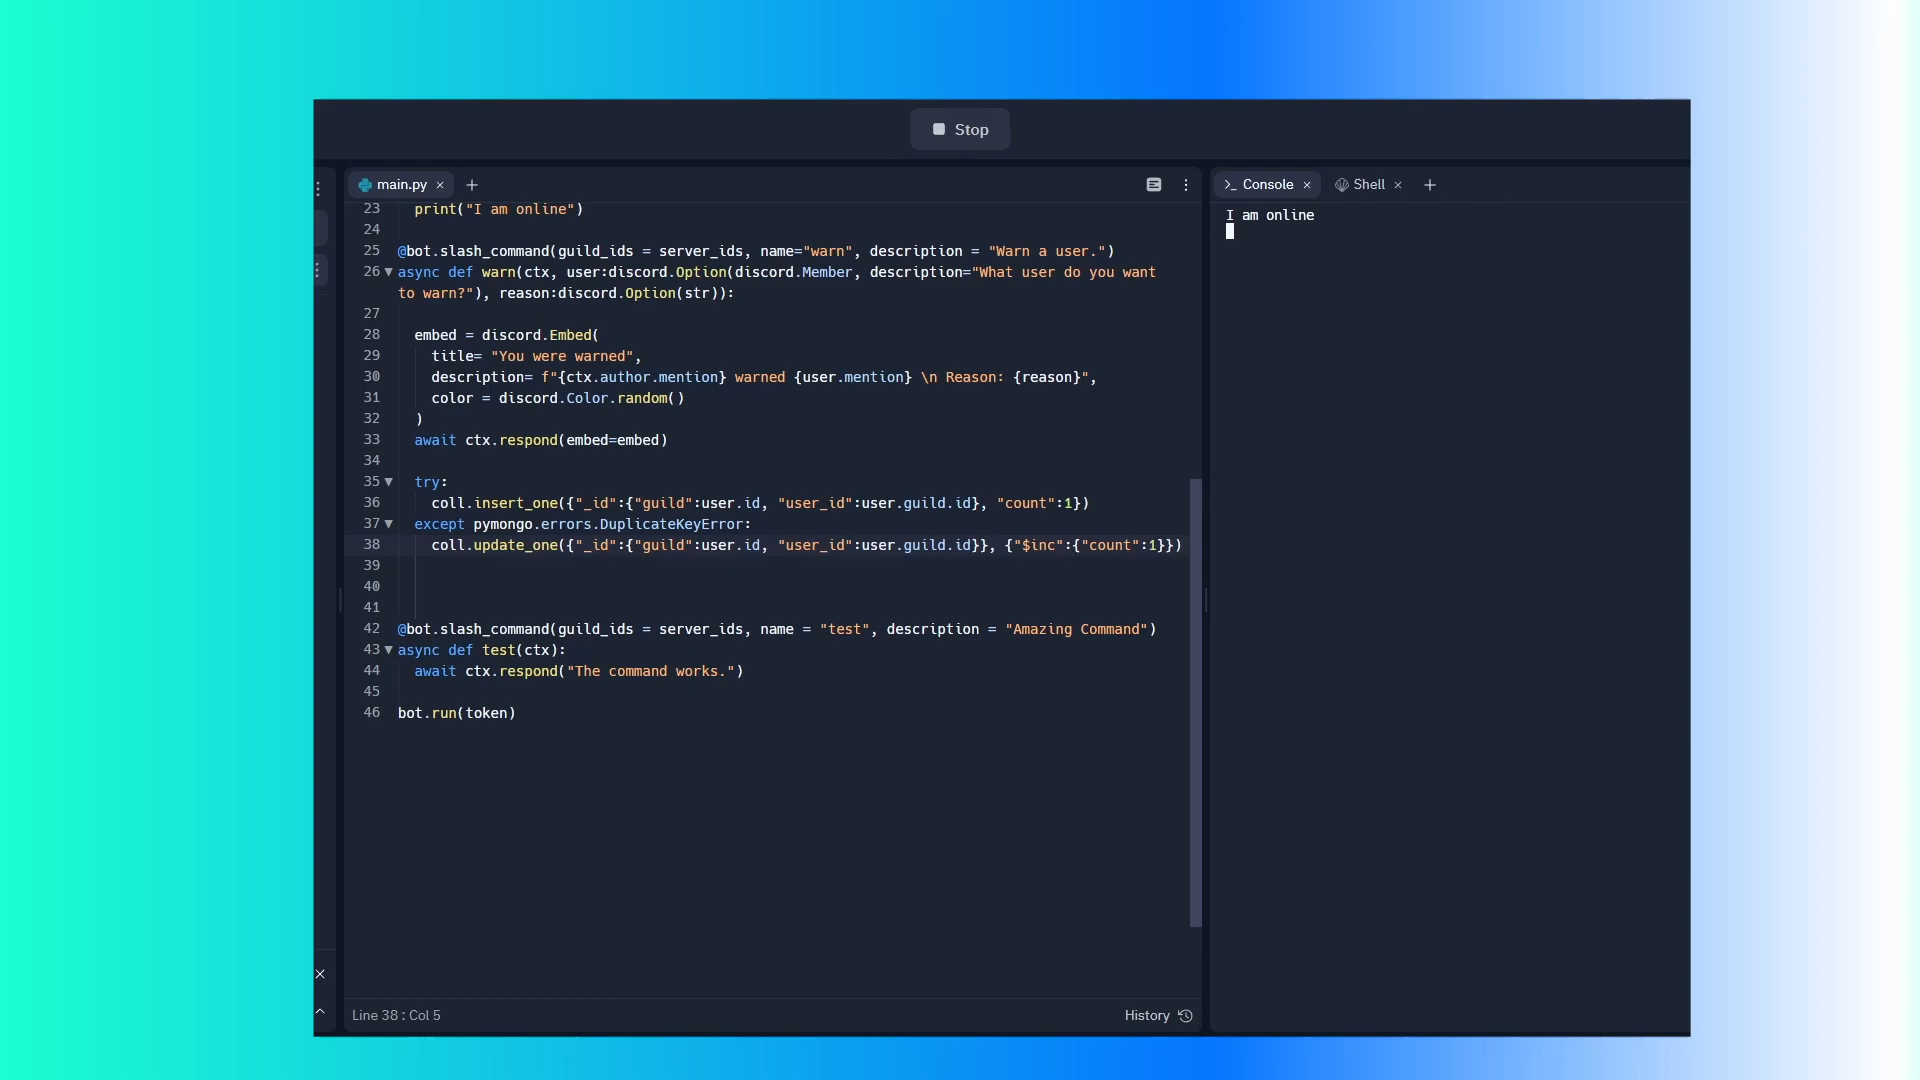 Stop
main.py × +
Console × Shell × +
23 print("I am online")
24
25 @bot.slash_command(guild_ids = server_ids, name="warn", description = "Warn a user.")
26 async def warn(ctx, user:discord.Option(discord.Member, description="What user do you want
to warn?"), reason:discord.Option(str)):
27
28 embed = discord.Embed(
29 title= "You were warned",
30 description= f"{ctx.author.mention} warned {user.mention} \n Reason: {reason}",
31 color = discord.Color.random()
32 )
33 await ctx.respond(embed=embed)
34
35 try:
36 coll.insert_one({"_id":{"guild":user.id, "user_id":user.guild.id}, "count":1})
37 except pymongo.errors.DuplicateKeyError:
38 coll.update_one({"_id":{"guild":user.id, "user_id":user.guild.id}}, {"$inc":{"count":1}})
39
40
41
42 @bot.slash_command(guild_ids = server_ids, name = "test", description = "Amazing Command")
43 async def test(ctx):
44 await ctx.respond("The command works.")
45
46 bot.run(token)
Line 38 : Col 5
History
I am online